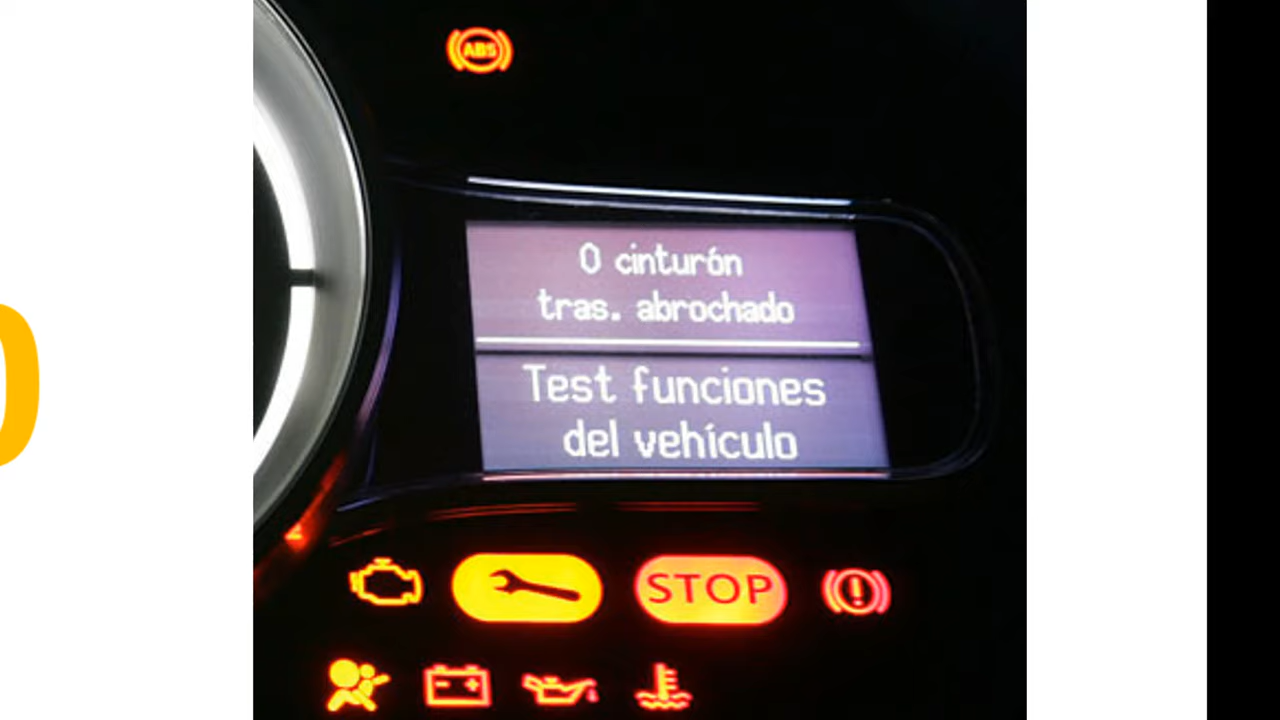 ABS
0 cinturón
tras. abrochado
Test funciones
del vehículo
STOP